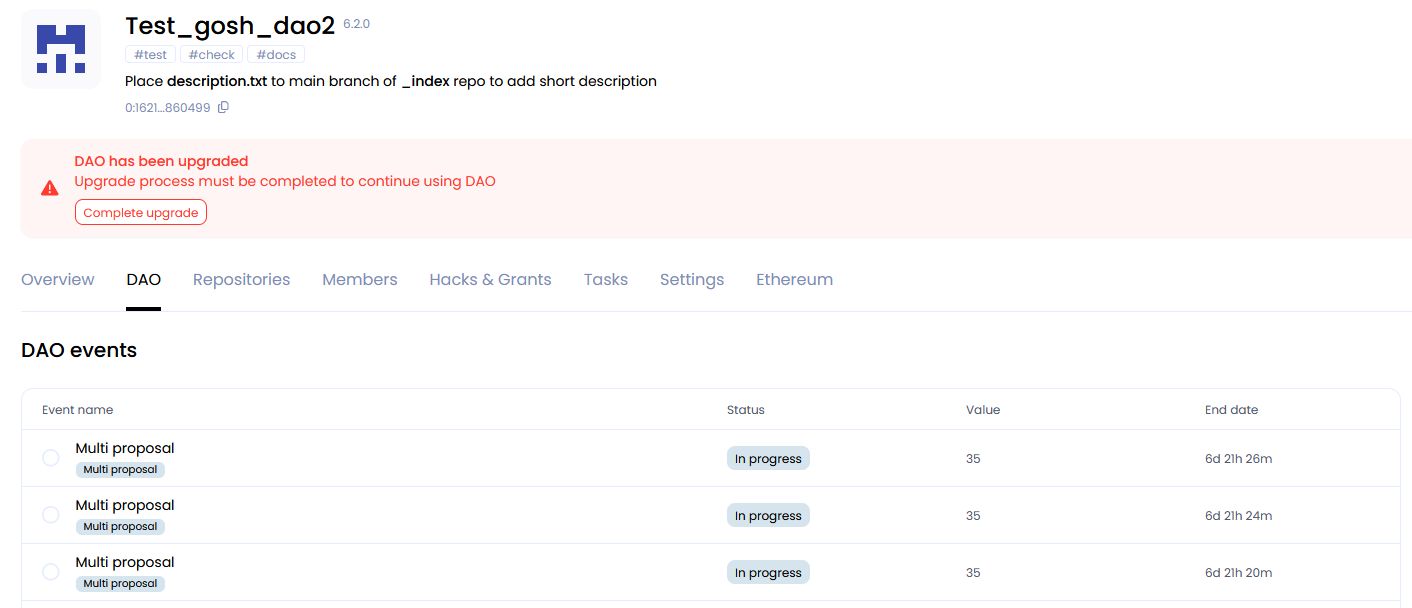 Test_gosh_dao2 6.2.0
#test #check #docs
Place description.txt to main branch of _index repo to add short description
0:1621...860499
DAO has been upgraded
Upgrade process must be completed to continue using DAO
Complete upgrade
Overview DAO Repositories Members Hacks & Grants Tasks Settings Ethereum
DAO events
Event name Status Value End date
Multi proposal
Multi proposal In progress 35 6d 21h 26m
Multi proposal
Multi proposal In progress 35 6d 21h 24m
Multi proposal
Multi proposal In progress 35 6d 21h 20m